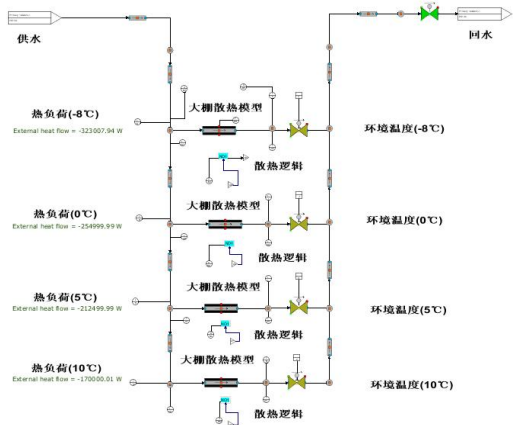 供水
回水
热负荷(-8℃)
External heat flow = -323007.94 W
大棚散热模型
环境温度(-8℃)
散热逻辑
热负荷(0℃)
External heat flow = -254999.99 W
大棚散热模型
环境温度(0℃)
散热逻辑
热负荷(5℃)
External heat flow = -212499.99 W
大棚散热模型
环境温度(5℃)
散热逻辑
热负荷(10℃)
External heat flow = -170000.01 W
大棚散热模型
环境温度(10℃)
散热逻辑